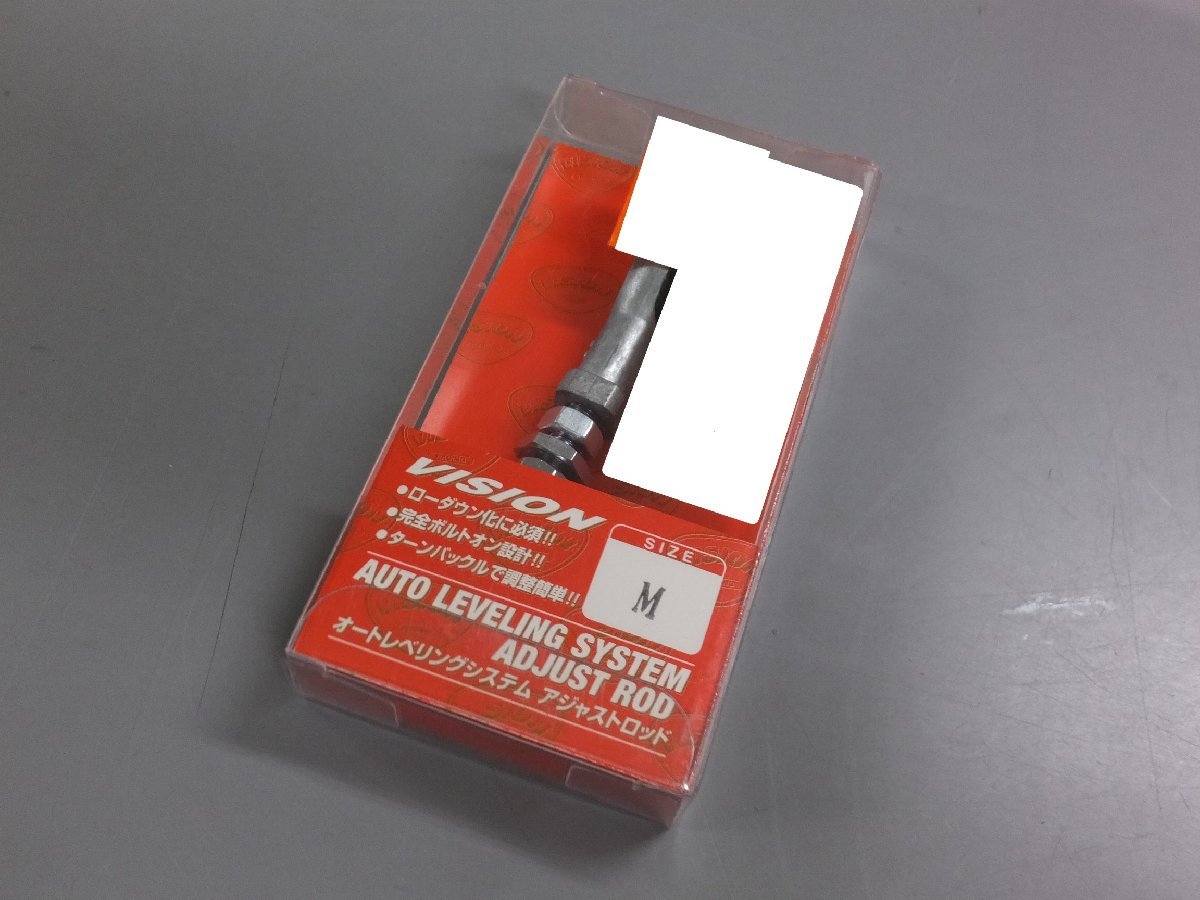 VISION
●ローダウン化に必須!!
●完全ボルトオン設計!!
●ターンバックルで調整簡単!!
SIZE
M
AUTO LEVELING SYSTEM
ADJUST ROD
オートレベリングシステム アジャストロッド